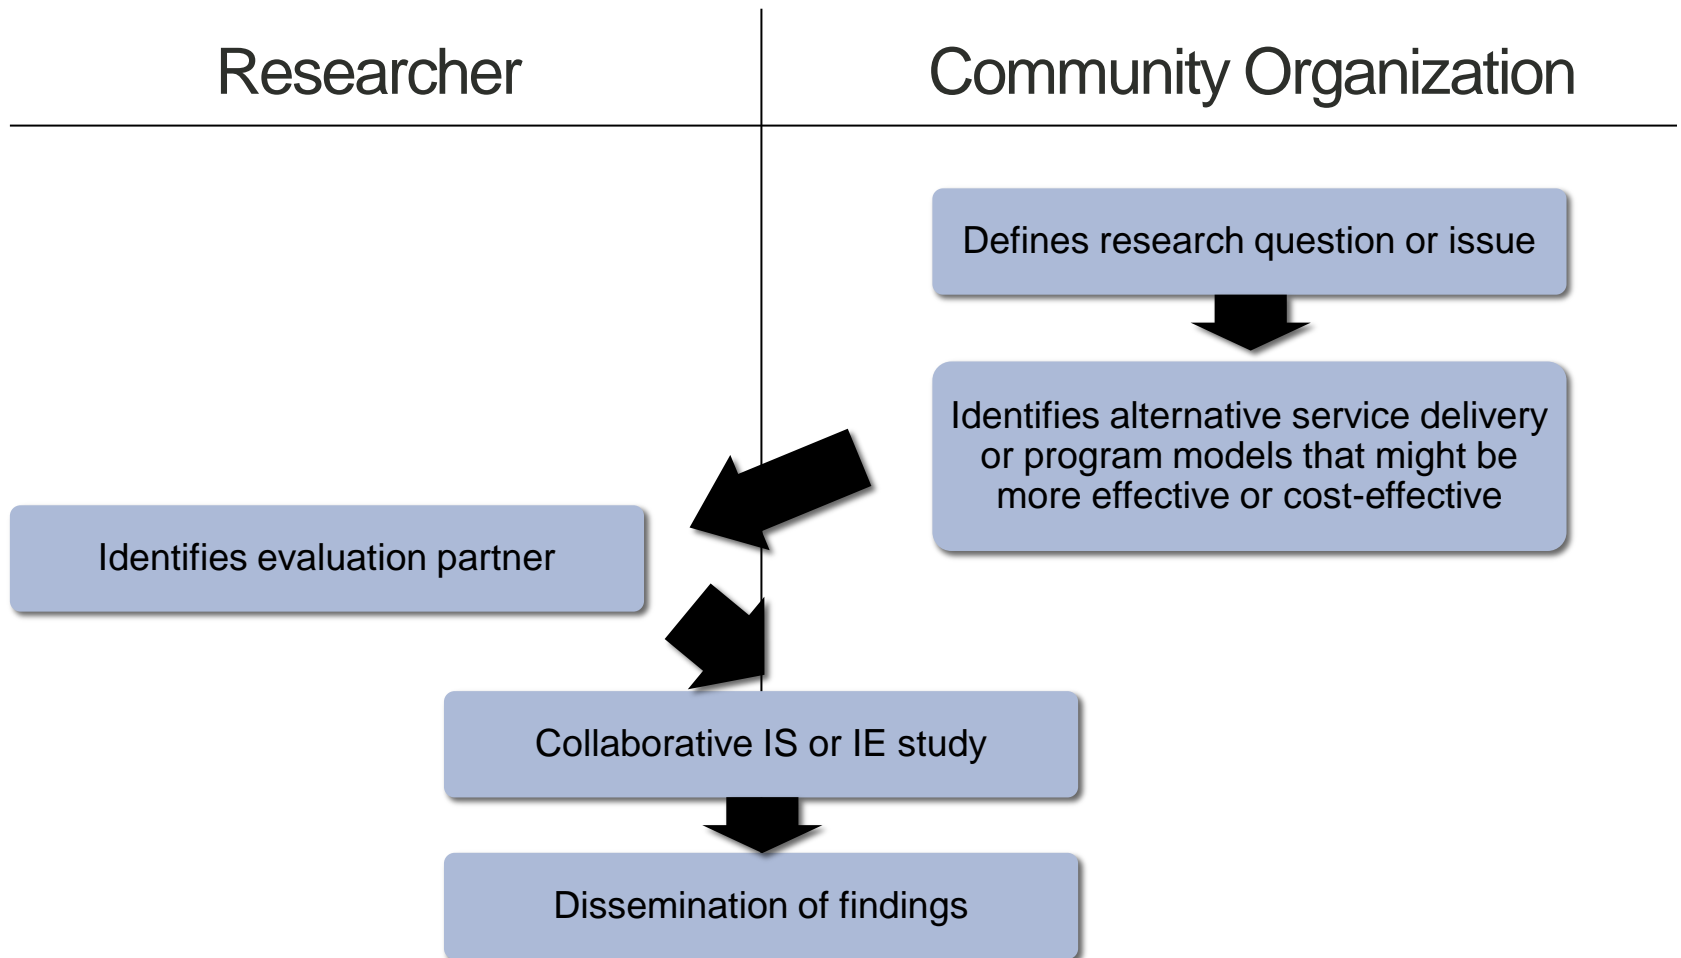 Researcher
Community Organization
Defines research question or issue
Identifies alternative service delivery
or program models that might be
more effective or cost-effective
Identifies evaluation partner
Collaborative IS or IE study
Dissemination of findings